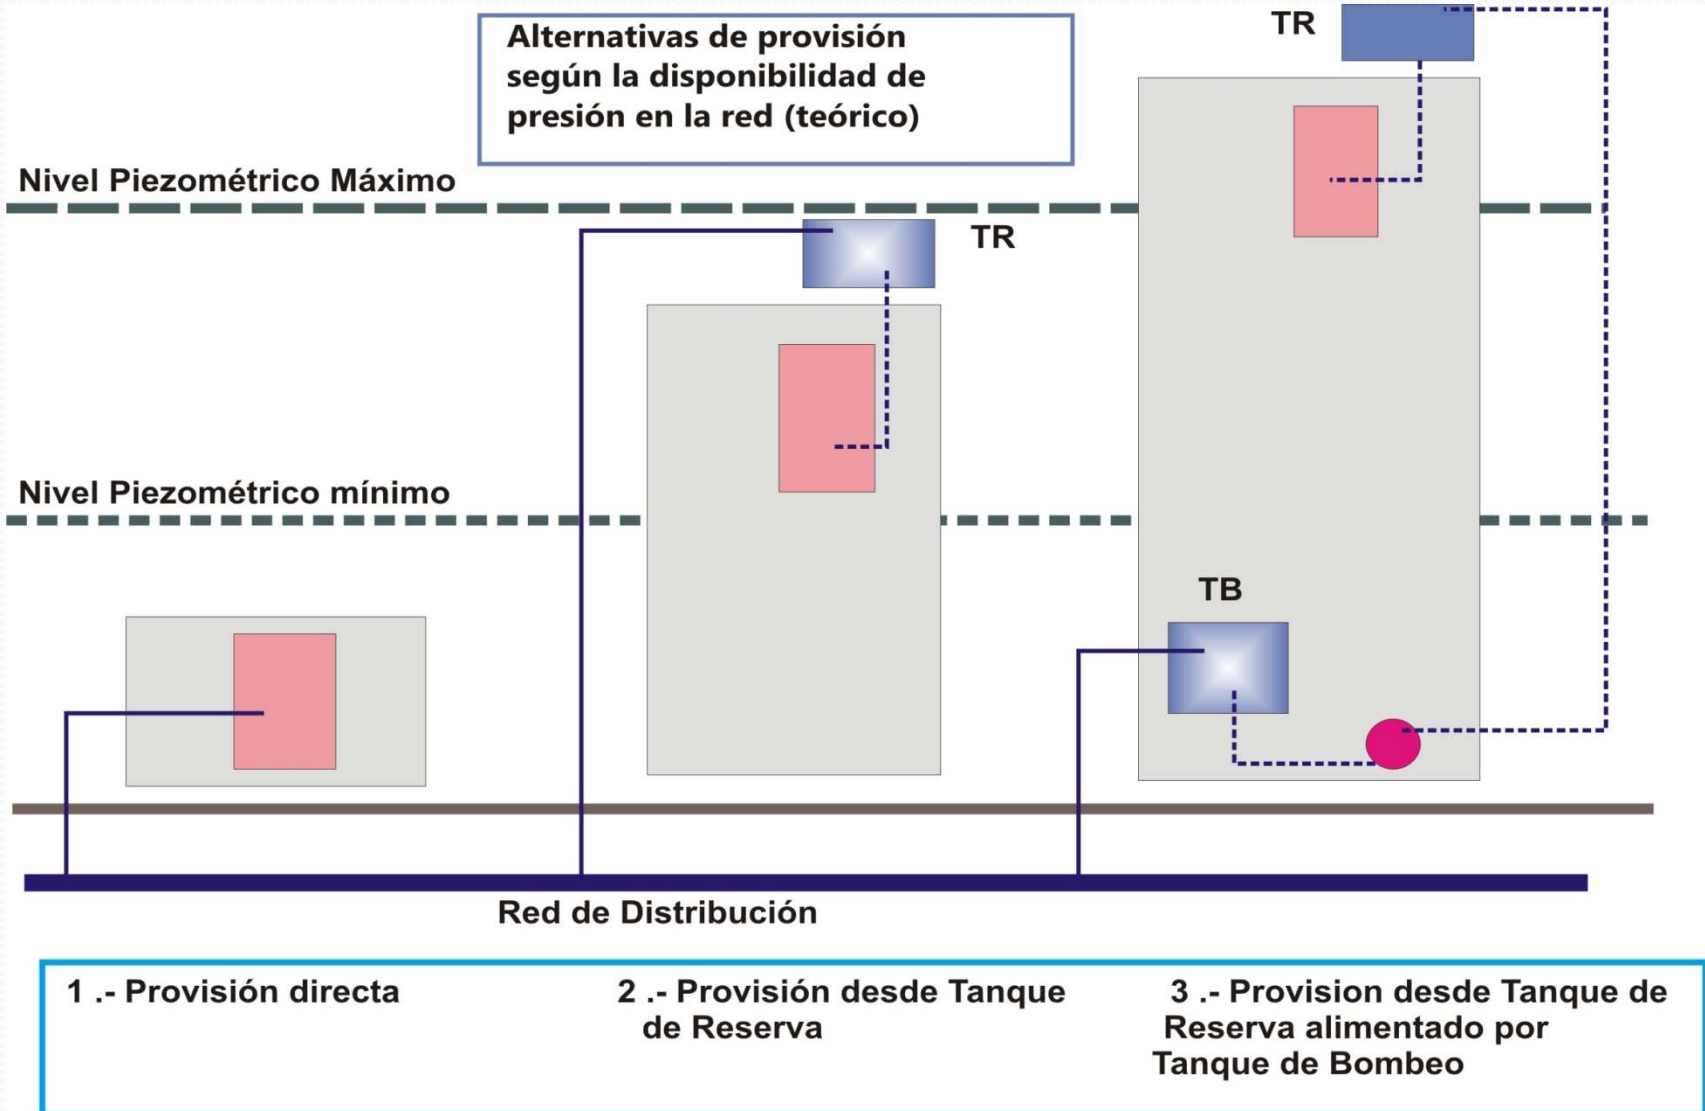 Alternativas de provisión
según la disponibilidad de
presión en la red (teórico)
TR
Nivel Piezométrico Máximo
TR
Nivel Piezométrico mínimo
TB
Red de Distribución
1 .- Provisión directa
2 .- Provisión desde Tanque
de Reserva
3 .- Provision desde Tanque de
Reserva alimentado por
Tanque de Bombeo